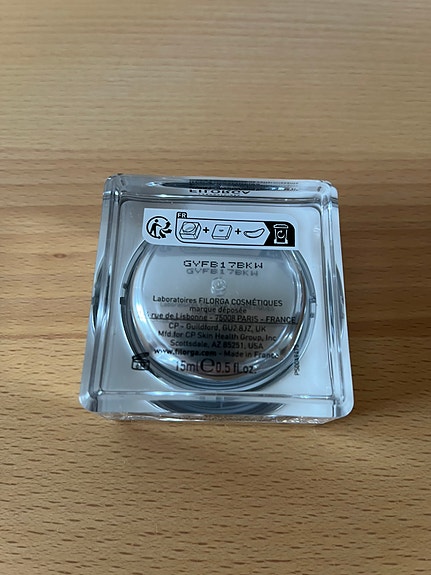 FILORGA
FR
GYFB17BKW
Laboratoires FILORGA COSMÉTIQUES
marque déposée
rue de Lisbonne - 75008 PARIS - FRANCE
CP - Guildford, GU2 8JZ, UK
Mfd for CP Skin Health Group, Inc
Scottsdale, AZ 85251, USA
www.filorga.com - Made in France
15ml e 0.5 fl oz